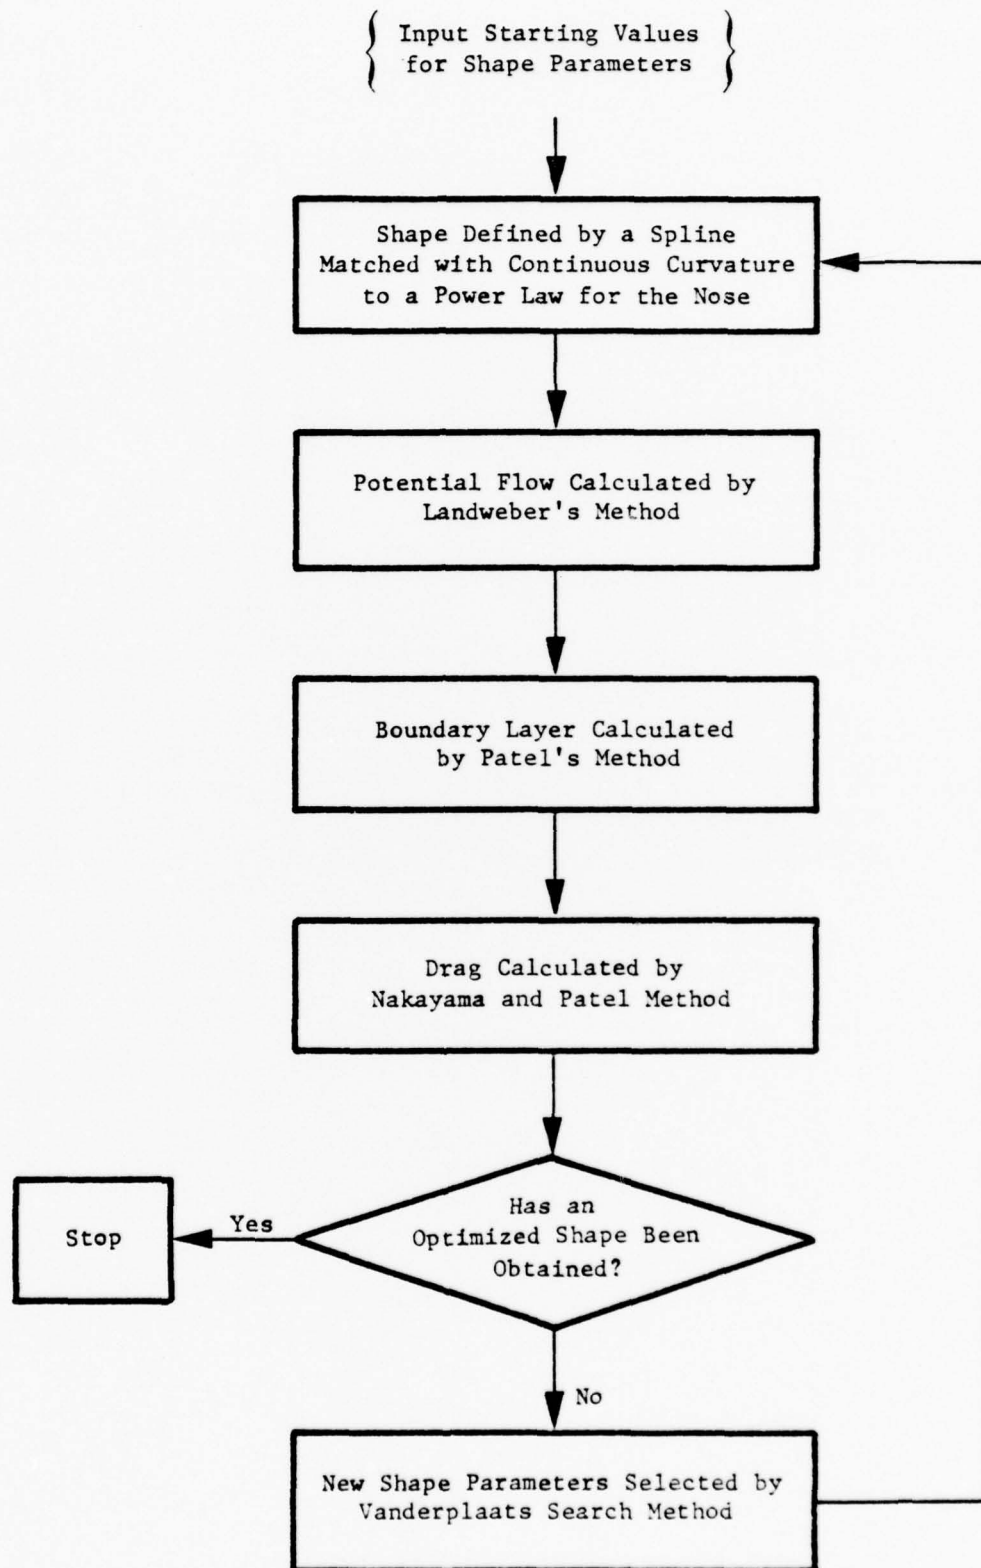 Input Starting Values
for Shape Parameters
Shape Defined by a Spline
Matched with Continuous Curvature
to a Power Law for the Nose
Potential Flow Calculated by
Landweber's Method
Boundary Layer Calculated
by Patel's Method
Drag Calculated by
Nakayama and Patel Method
Has an
Optimized Shape Been
Obtained?
Yes
Stop
No
New Shape Parameters Selected by
Vanderplaats Search Method